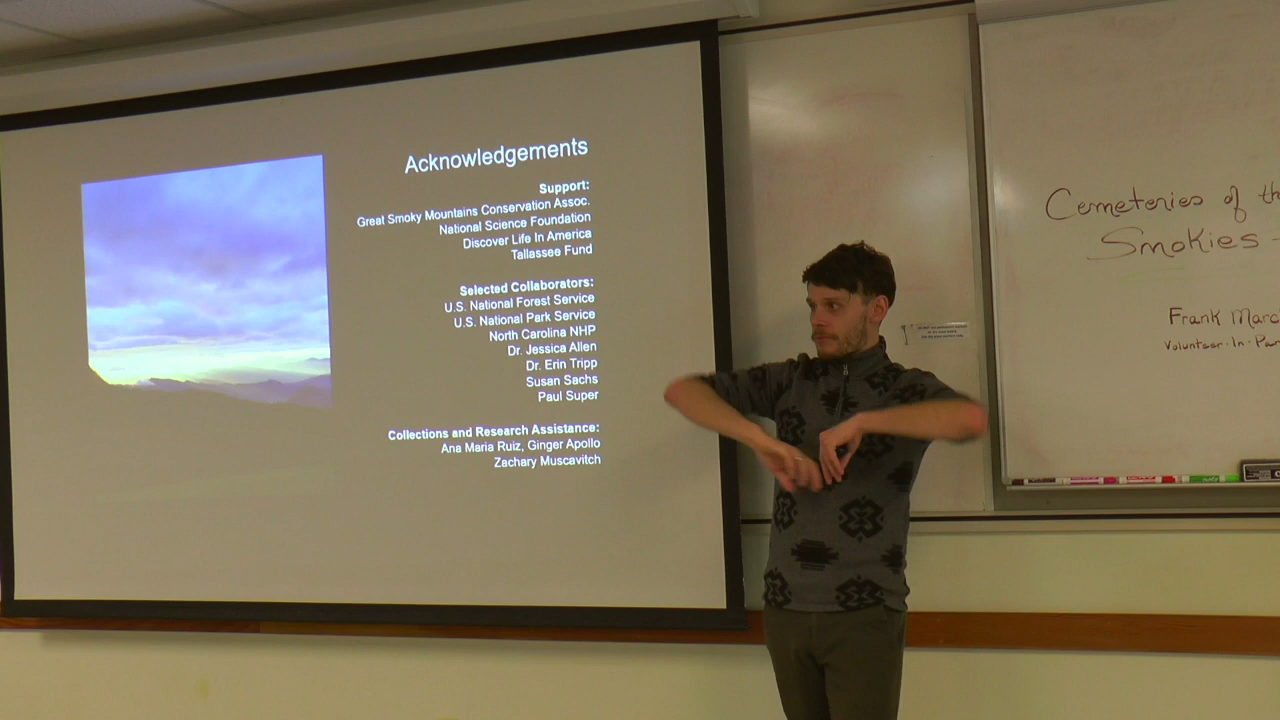 Acknowledgements
Support:
Great Smoky Mountains Conservation Assoc.
National Science Foundation
Discover Life In America
Tallassee Fund
Selected Collaborators:
U.S. National Forest Service
U.S. National Park Service
North Carolina NHP
Dr. Jessica Allen
Dr. Erin Tripp
Susan Sachs
Paul Super
Collections and Research Assistance:
Ana Maria Ruiz, Ginger Apollo
Zachary Muscavitch
Cemeteries of th
Smokies -
Frank Marc
Volunteer-In-Par